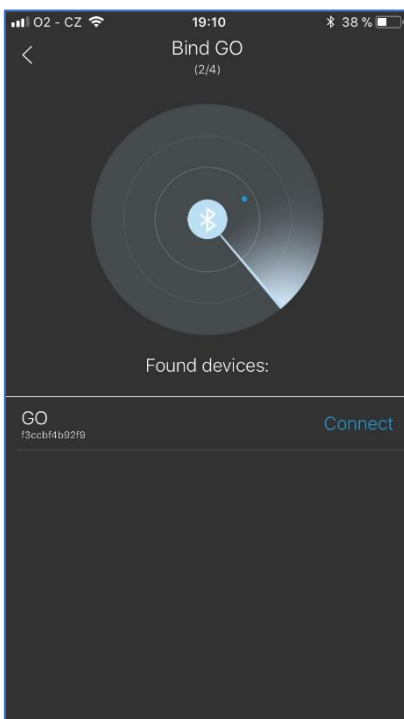 O2 - CZ 19:10 38 %
Bind GO
(2/4)
Found devices:
GO Connect
f3ccbf4b92f9